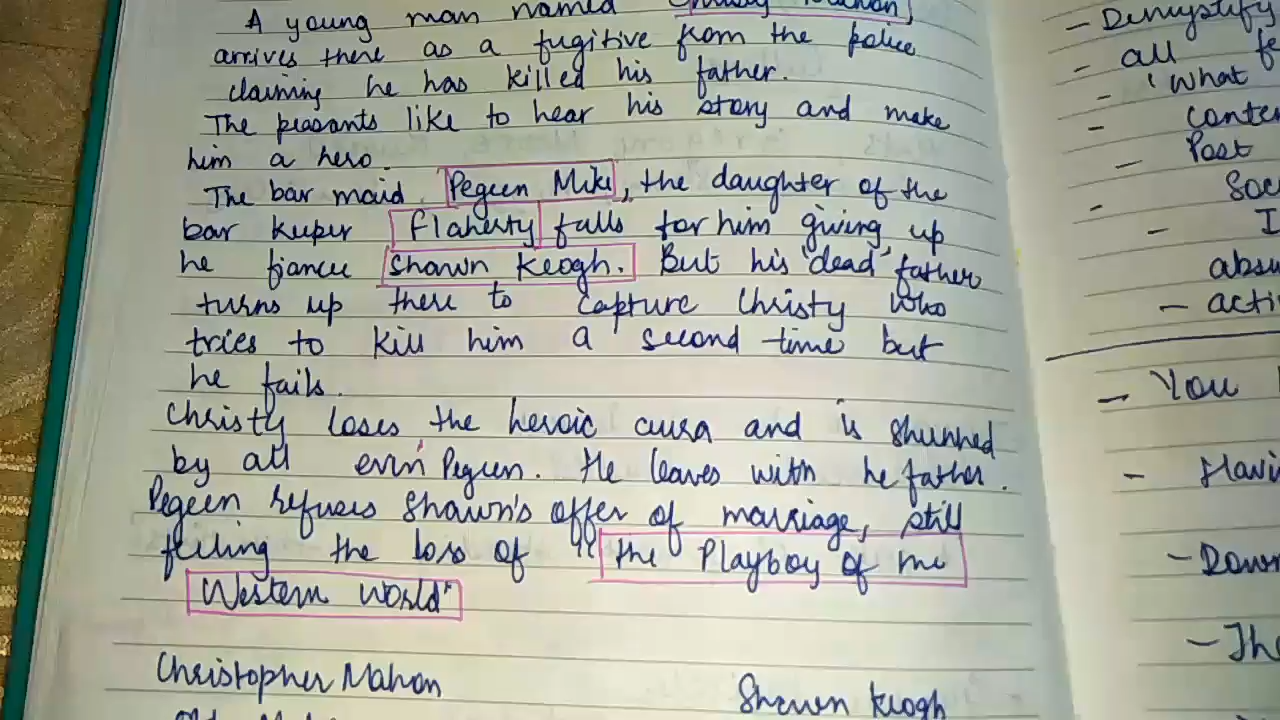 A young man named Christy Mahon,
arrives there as a fugitive from the police
claiming he has killed his father.
The peasants like to hear his story and make
him a hero.
The bar maid Pegeen Mike, the daughter of the
bar keeper Flaherty falls for him giving up
he fiance Shawn Keogh. But his 'dead' father
turns up there to capture Christy who
tries to kill him a second time but
he fails.
Christy loses the heroic aura and is shunned
by all even Pegeen. He leaves with he father.
Pegeen refuses Shawn's offer of marriage, still
feeling the loss of "the Playboy of the
Western World"
Christopher Mahon
Shawn Keogh
- Demystify
- all
- 'What
- 
- Past
- 
- I
- 
- You
- 
- 
-